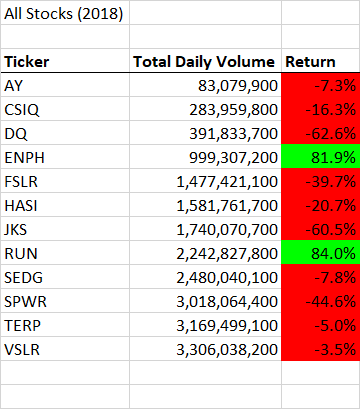 All Stocks (2018)
Ticker Total Daily Volume Return
AY 83,079,900 -7.3%
CSIQ 283,959,800 -16.3%
DQ 391,833,700 -62.6%
ENPH 999,307,200 81.9%
FSLR 1,477,421,100 -39.7%
HASI 1,581,761,700 -20.7%
JKS 1,740,070,700 -60.5%
RUN 2,242,827,800 84.0%
SEDG 2,480,040,100 -7.8%
SPWR 3,018,064,400 -44.6%
TERP 3,169,499,100 -5.0%
VSLR 3,306,038,200 -3.5%